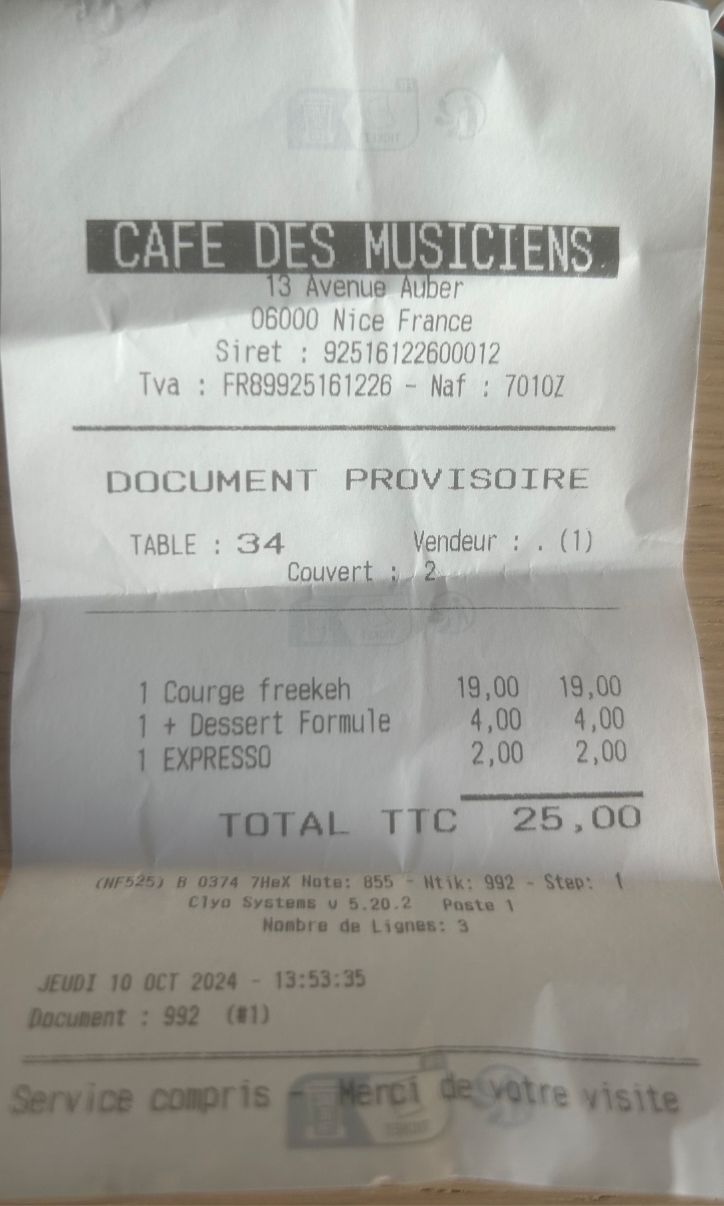 CAFE DES MUSICIENS
13 Avenue Auber
06000 Nice France
Siret : 92516122600012
Tva : FR89925161226 - Naf : 7010Z
DOCUMENT PROVISOIRE
TABLE : 34 Vendeur : . (1)
Couvert : 2
1 Courge freekeh 19,00 19,00
1 + Dessert Formule 4,00 4,00
1 EXPRESSO 2,00 2,00
TOTAL TTC 25,00
(NF525) B 0374 7HeX Note: 855 - Ntik: 992 - Step: 1
Clyo Systems v 5.20.2 Poste 1
Nombre de Lignes: 3
JEUDI 10 OCT 2024 - 13:53:35
Document : 992 (#1)
Service compris - Merci de votre visite